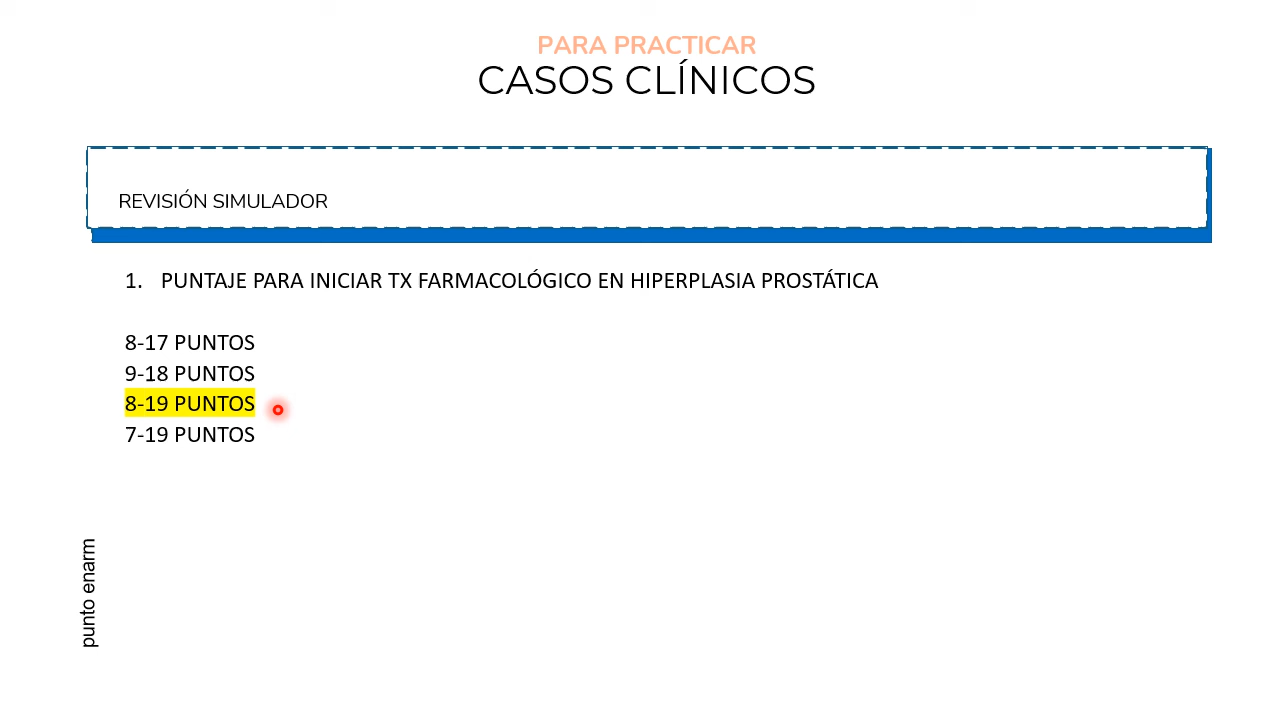 PARA PRACTICAR
CASOS CLÍNICOS
REVISIÓN SIMULADOR
1. PUNTAJE PARA INICIAR TX FARMACOLÓGICO EN HIPERPLASIA PROSTÁTICA
8-17 PUNTOS
9-18 PUNTOS
8-19 PUNTOS
7-19 PUNTOS
punto enarm